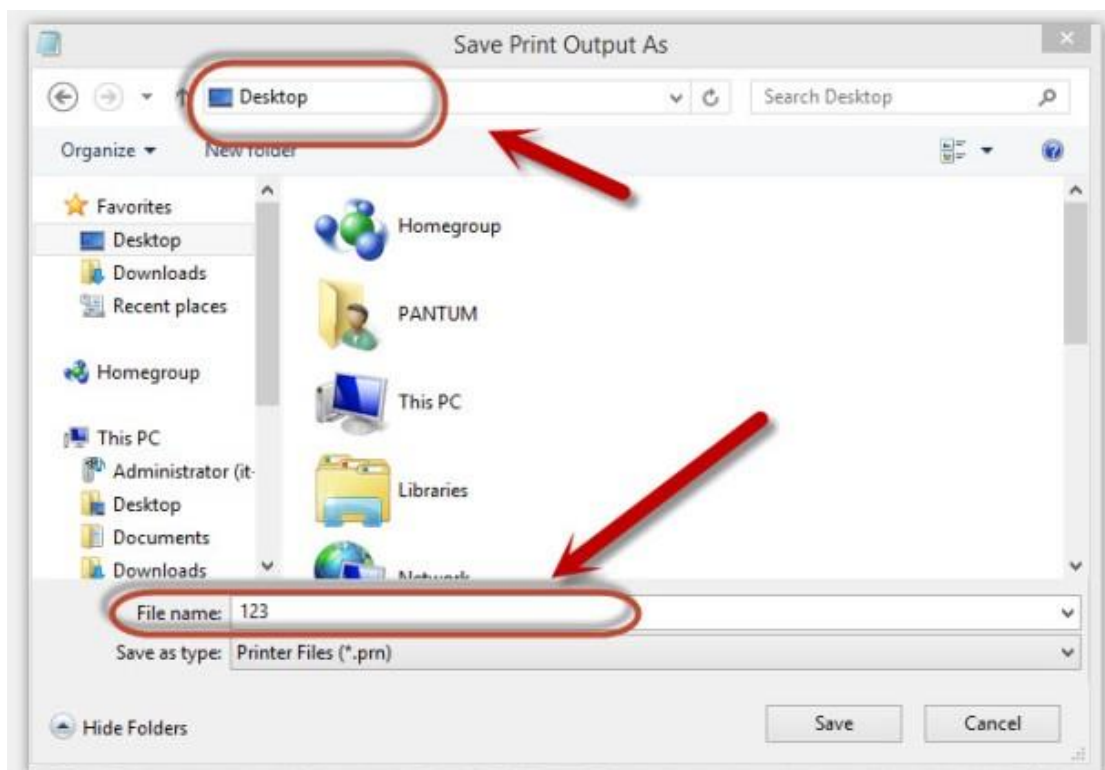 Save Print Output As
Desktop
Search Desktop
Organize
New folder
Favorites
Desktop
Downloads
Recent places
Homegroup
This PC
Administrator (it-
Desktop
Documents
Downloads
Homegroup
PANTUM
This PC
Libraries
Network
File name: 123
Save as type: Printer Files (*.prn)
Hide Folders
Save
Cancel